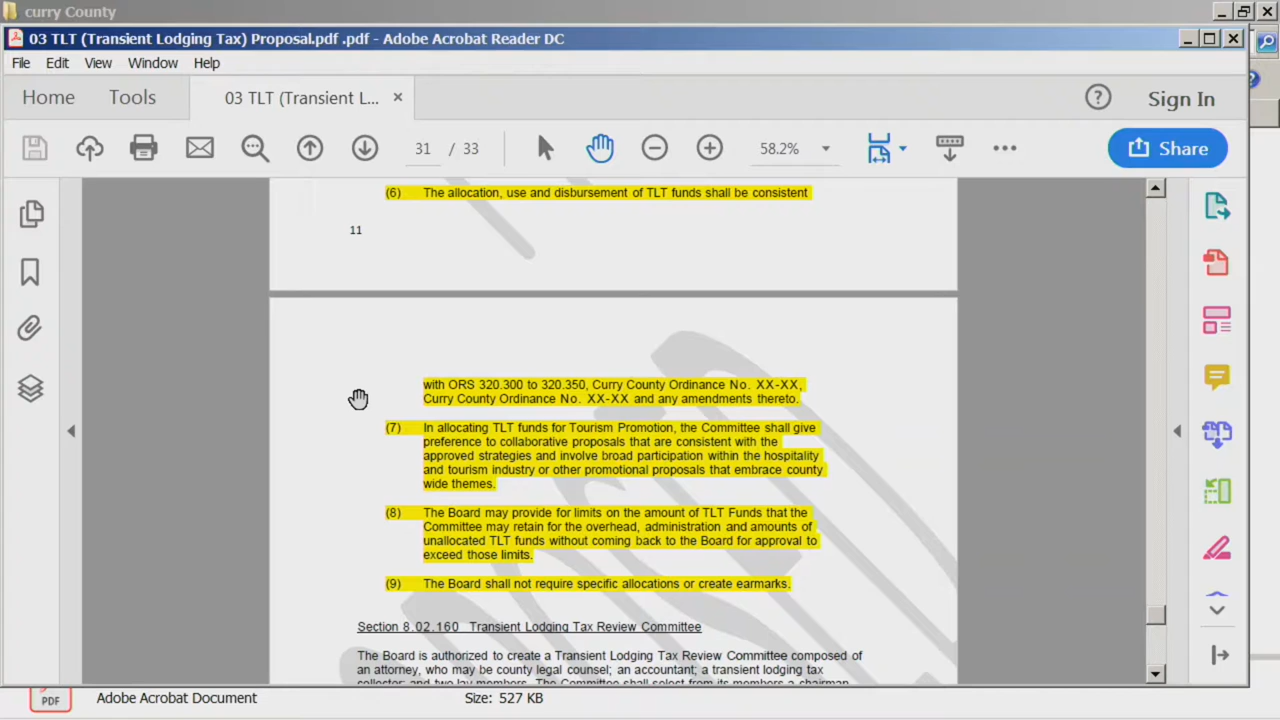 curry County
03 TLT (Transient Lodging Tax) Proposal.pdf .pdf - Adobe Acrobat Reader DC
File Edit View Window Help
Home Tools 03 TLT (Transient L... × Sign In
31 / 33 58.2% Share
(6) The allocation, use and disbursement of TLT funds shall be consistent
11
with ORS 320.300 to 320.350, Curry County Ordinance No. XX-XX,
Curry County Ordinance No. XX-XX and any amendments thereto.
(7) In allocating TLT funds for Tourism Promotion, the Committee shall give
preference to collaborative proposals that are consistent with the
approved strategies and involve broad participation within the hospitality
and tourism industry or other promotional proposals that embrace county
wide themes.
(8) The Board may provide for limits on the amount of TLT Funds that the
Committee may retain for the overhead, administration and amounts of
unallocated TLT funds without coming back to the Board for approval to
exceed those limits.
(9) The Board shall not require specific allocations or create earmarks.
Section 8.02.160 Transient Lodging Tax Review Committee
The Board is authorized to create a Transient Lodging Tax Review Committee composed of
an attorney, who may be county legal counsel; an accountant; a transient lodging tax
collector; and two lay members. The Committee shall select from its members a chairman
PDF Adobe Acrobat Document Size: 527 KB